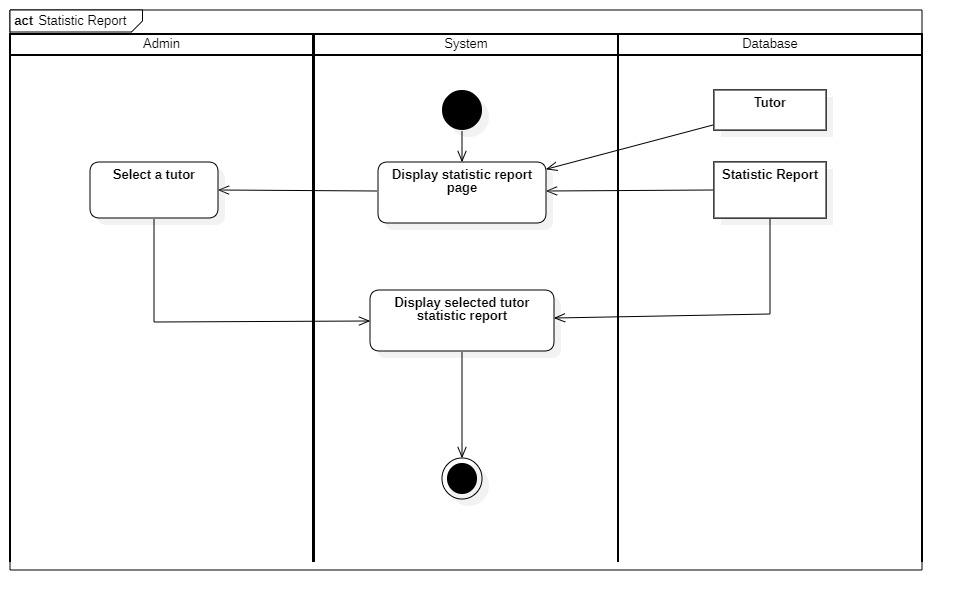 act Statistic Report
Admin
System
Database
Tutor
Select a tutor
Display statistic report
page
Statistic Report
Display selected tutor
statistic report